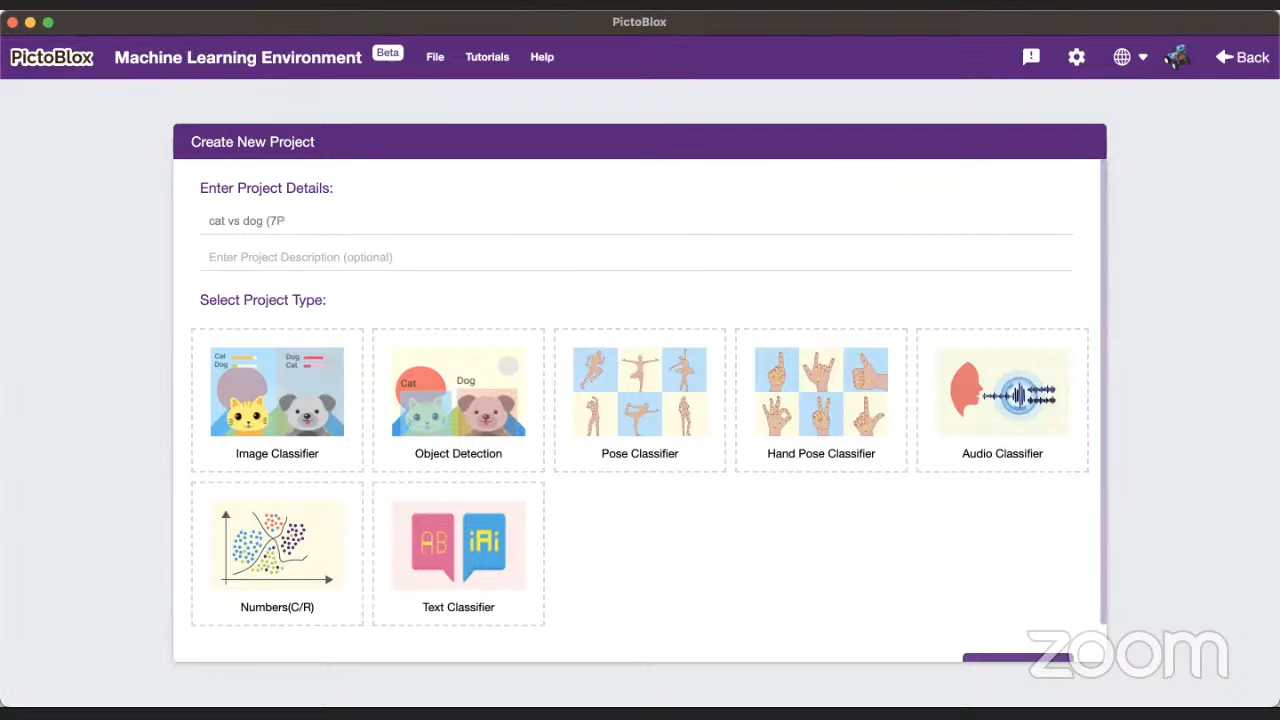 PictoBlox
PictoBlox Machine Learning Environment Beta File Tutorials Help Back
Create New Project
Enter Project Details:
cat vs dog (7P
Enter Project Description (optional)
Select Project Type:
Cat Dog
Dog Cat
Cat Dog
Image Classifier Object Detection Pose Classifier Hand Pose Classifier Audio Classifier
AB iAi
Numbers(C/R) Text Classifier
zoom